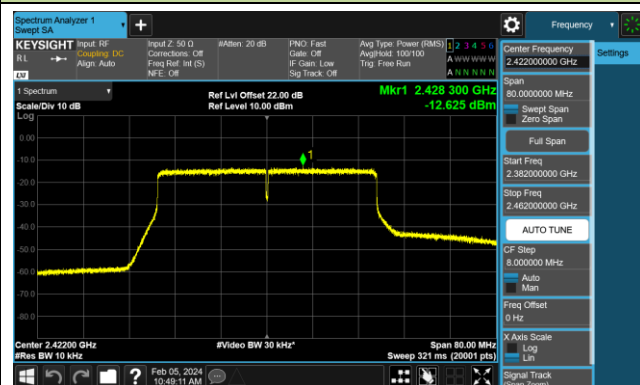 Spectrum Analyzer 1
Swept SA
+
Frequency
KEYSIGHT
RL
Input: RF
Coupling: DC
Align: Auto
Input Z: 50 Ω
Corrections: Off
Freq Ref: Int (S)
NFE: Off
#Atten: 20 dB
PNO: Fast
Gate: Off
IF Gain: Low
Sig Track: Off
Avg Type: Power (RMS)
Avg|Hold: 100/100
Trig: Free Run
1 2 3 4 5 6
A W W W W W
A N N N N N
1 Spectrum
Scale/Div 10 dB
Log
Ref Lvl Offset 22.00 dB
Ref Level 10.00 dBm
Mkr1 2.428 300 GHz
-12.625 dBm
0.00
-10.0
-20.0
-30.0
-40.0
-50.0
-60.0
-70.0
-80.0
1
Center 2.42200 GHz
#Res BW 10 kHz
#Video BW 30 kHz*
Span 80.00 MHz
Sweep 321 ms (20001 pts)
Feb 05, 2024
10:49:11 AM
?
Center Frequency
2.422000000 GHz
Settings
Span
80.0000000 MHz
Swept Span
Zero Span
Full Span
Start Freq
2.382000000 GHz
Stop Freq
2.462000000 GHz
AUTO TUNE
CF Step
8.000000 MHz
Auto
Man
Freq Offset
0 Hz
X Axis Scale
Log
Lin
Signal Track
(Span Zoom)